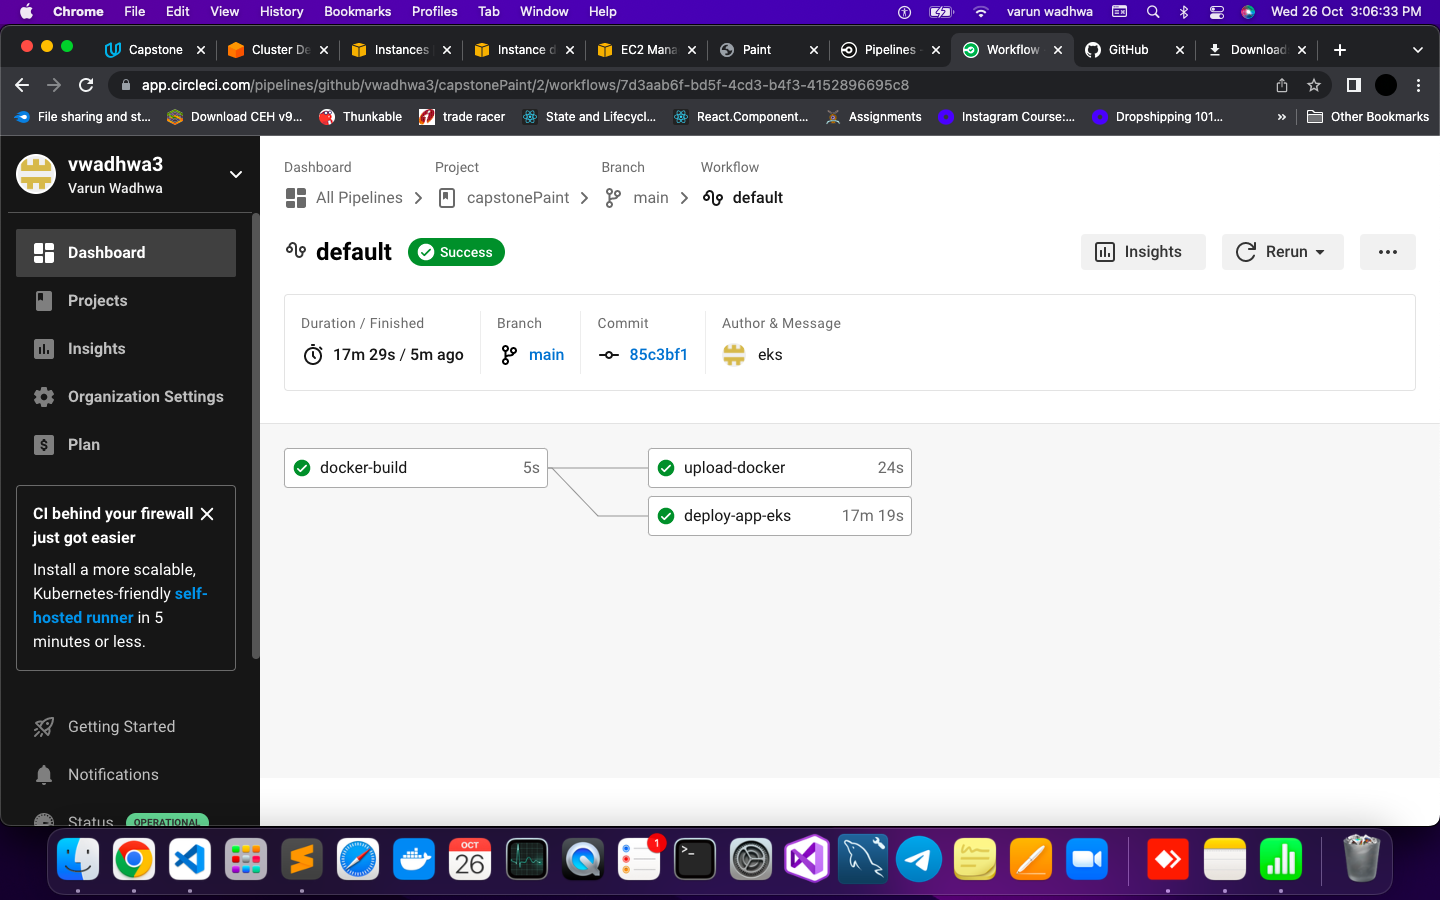 Chrome File Edit View History Bookmarks Profiles Tab Window Help varun wadhwa Wed 26 Oct 3:06:33 PM
Capstone Cluster De Instances Instance d EC2 Mana Paint Pipelines - Workflow GitHub Download
app.circleci.com/pipelines/github/vwadhwa3/capstonePaint/2/workflows/7d3aab6f-bd5f-4cd3-b4f3-4152896695c8
File sharing and st... Download CEH v9... Thunkable trade racer State and Lifecycl... React.Component... Assignments Instagram Course:... Dropshipping 101... » Other Bookmarks
vwadhwa3
Varun Wadhwa
Dashboard
Projects
Insights
Organization Settings
Plan
CI behind your firewall
just got easier
Install a more scalable,
Kubernetes-friendly self-
hosted runner in 5
minutes or less.
Getting Started
Notifications
Status OPERATIONAL
Dashboard Project Branch Workflow
All Pipelines capstonePaint main default
default Success Insights Rerun
Duration / Finished Branch Commit Author & Message
17m 29s / 5m ago main 85c3bf1 eks
docker-build 5s upload-docker 24s
deploy-app-eks 17m 19s
OCT
26
1